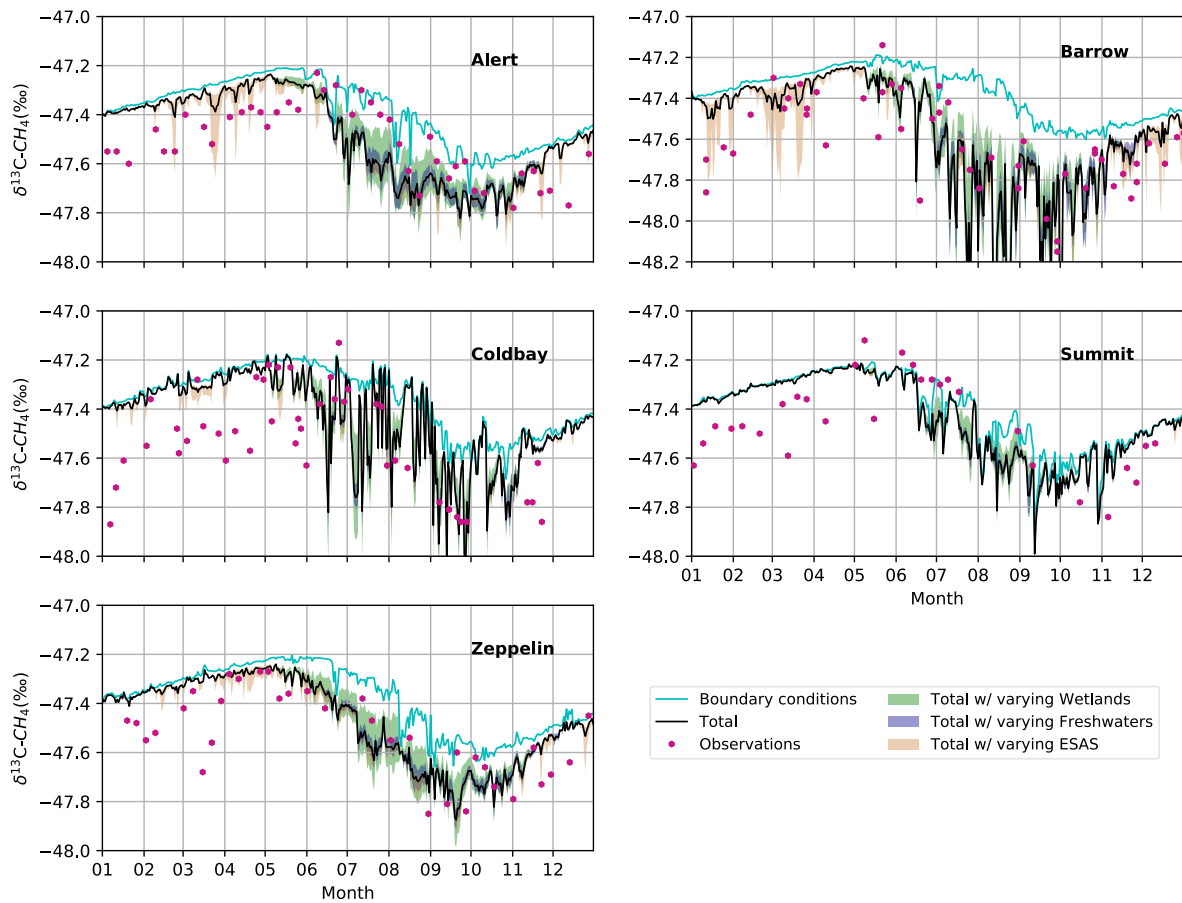 −47.0
−47.2
−47.4
−47.6
−47.8
−48.0
δ¹³C-CH₄(‰)
Alert
−47.0
−47.2
−47.4
−47.6
−47.8
−48.0
−48.2
Barrow
−47.0
−47.2
−47.4
−47.6
−47.8
−48.0
δ¹³C-CH₄(‰)
Coldbay
−47.0
−47.2
−47.4
−47.6
−47.8
−48.0
Summit
01 02 03 04 05 06 07 08 09 10 11 12
Month
−47.0
−47.2
−47.4
−47.6
−47.8
−48.0
δ¹³C-CH₄(‰)
Zeppelin
01 02 03 04 05 06 07 08 09 10 11 12
Month
Boundary conditions
Total
Observations
Total w/ varying Wetlands
Total w/ varying Freshwaters
Total w/ varying ESAS